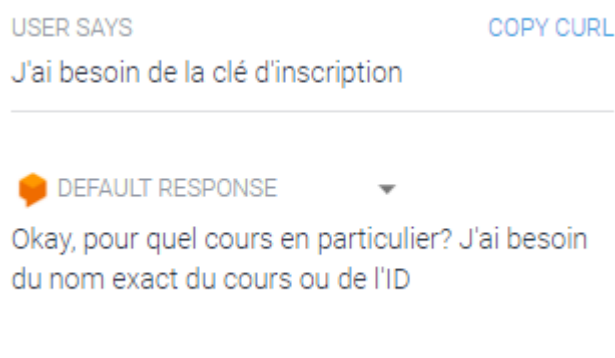 USER SAYS COPY CURL
J'ai besoin de la clé d'inscription
DEFAULT RESPONSE
Okay, pour quel cours en particulier? J'ai besoin
du nom exact du cours ou de l'ID